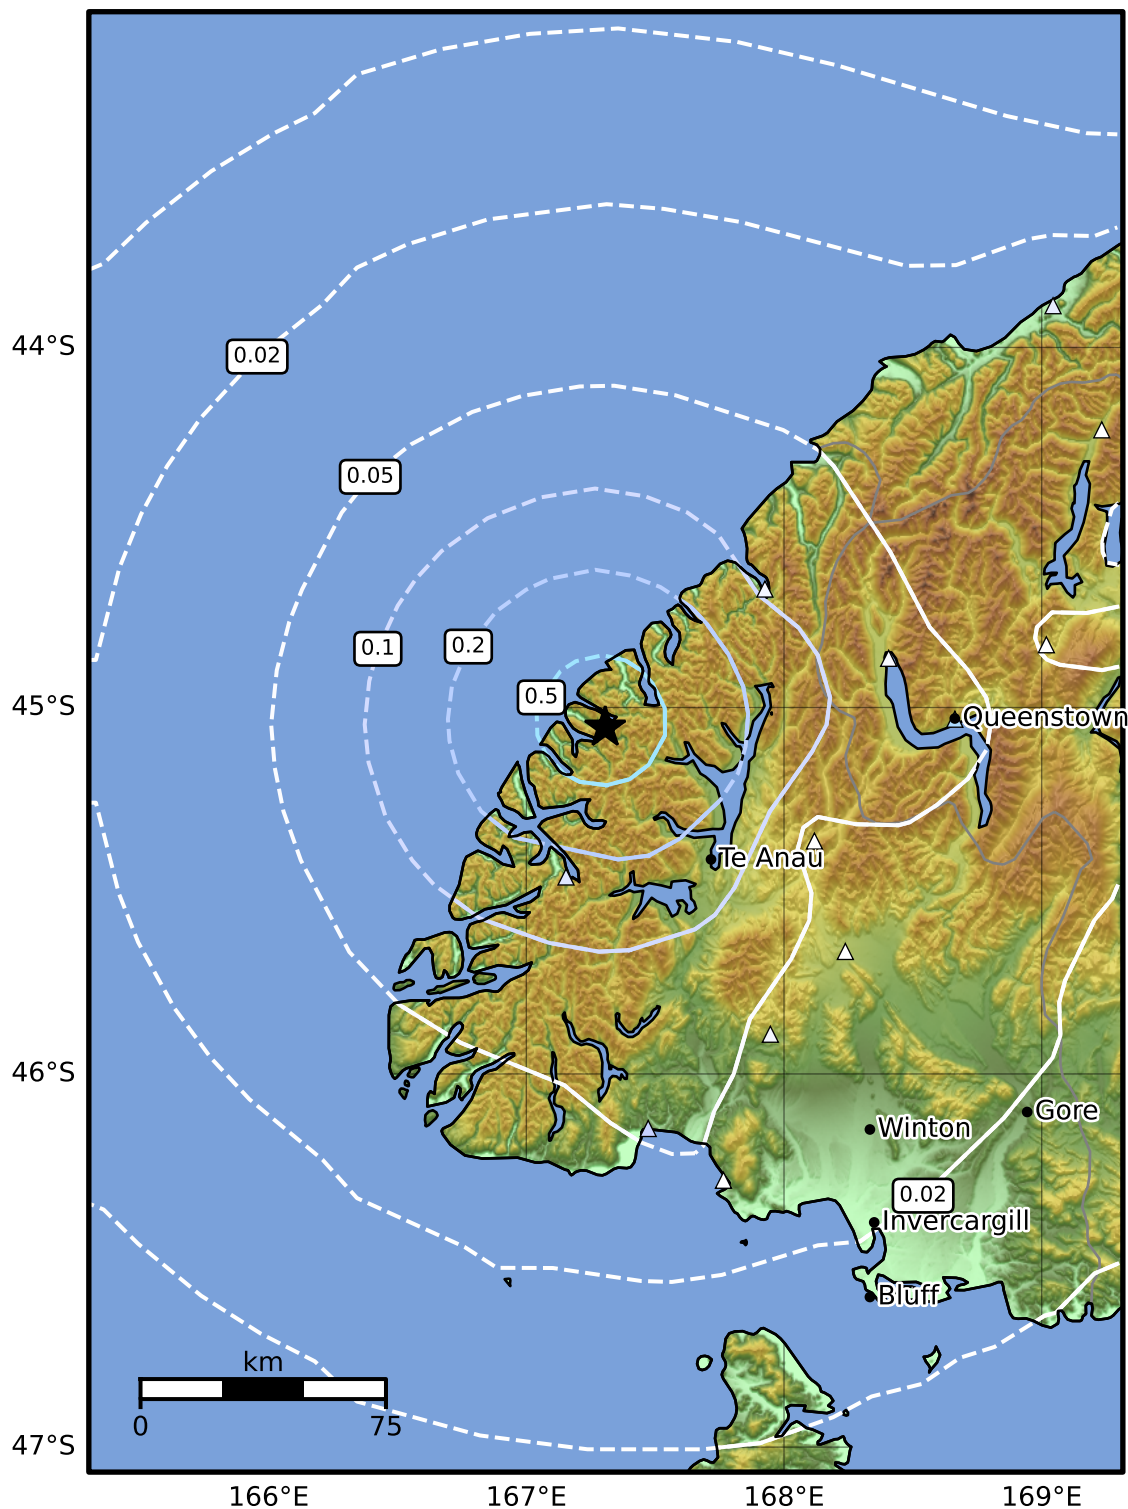 0.02
44°S
0.05
0.1
0.2
0.5
45°S
Queenstown
Te Anau
46°S
Gore
Winton
0.02
Invercargill
Bluff
km
0
75
47°S
166°E
167°E
168°E
169°E